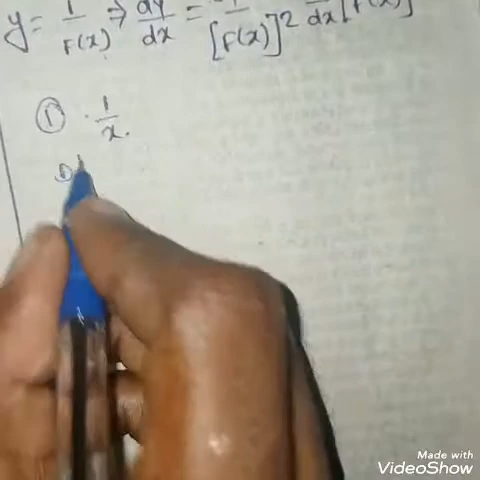 y = 1/F(x) ⇒ dy/dx = -1/[F(x)]² d/dx [F(x)]
① · 1/x.
Made with
VideoShow